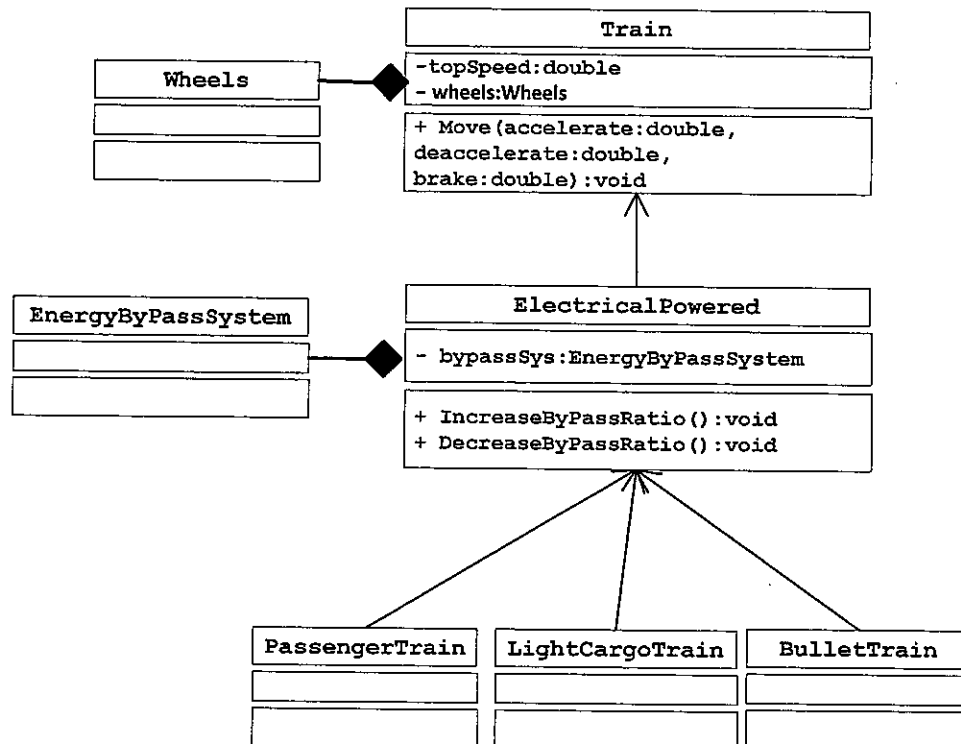 Train
-topSpeed:double
- wheels:Wheels
+ Move(accelerate:double,
deaccelerate:double,
brake:double):void
Wheels
EnergyByPassSystem
ElectricalPowered
- bypassSys:EnergyByPassSystem
+ IncreaseByPassRatio():void
+ DecreaseByPassRatio():void
PassengerTrain
LightCargoTrain
BulletTrain